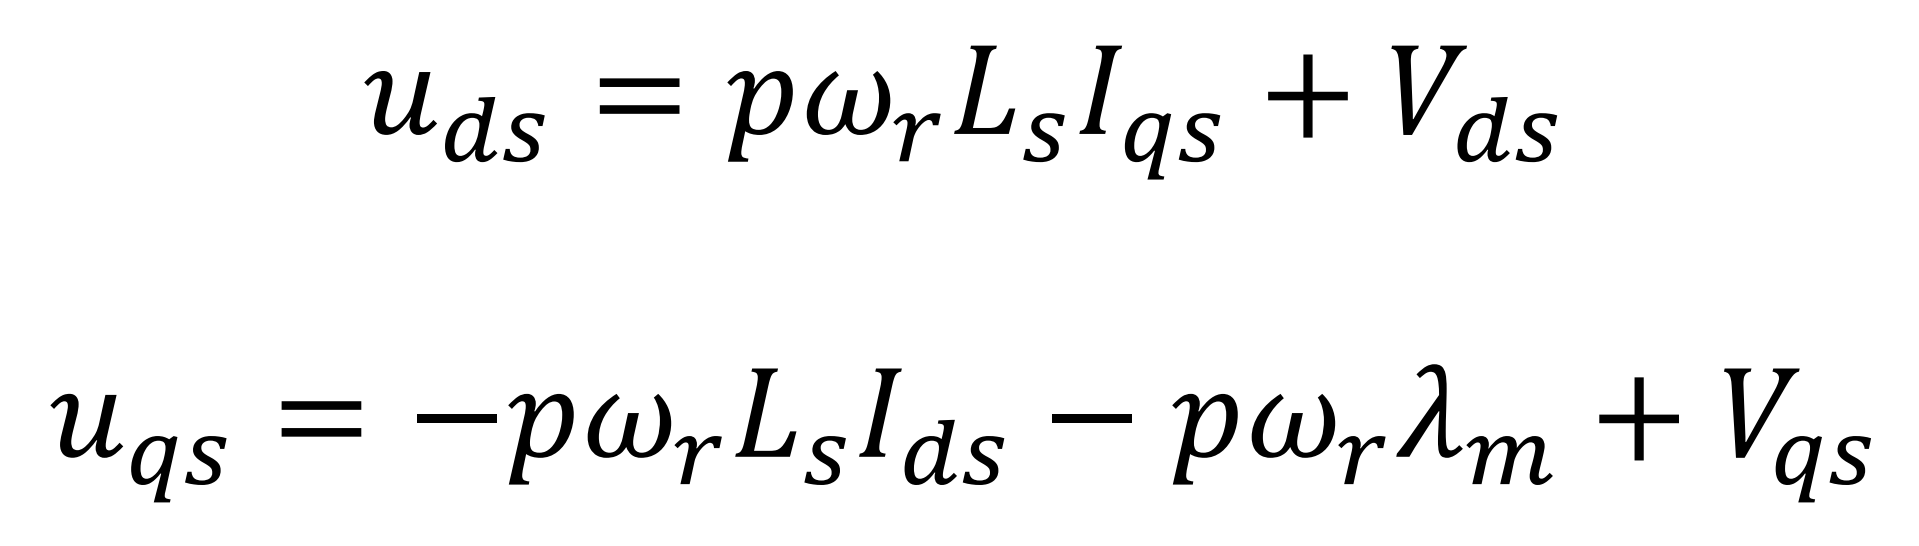 u_{ds} = pω_r L_s I_{qs} + V_{ds}
u_{qs} = −pω_r L_s I_{ds} − pω_r λ_m + V_{qs}